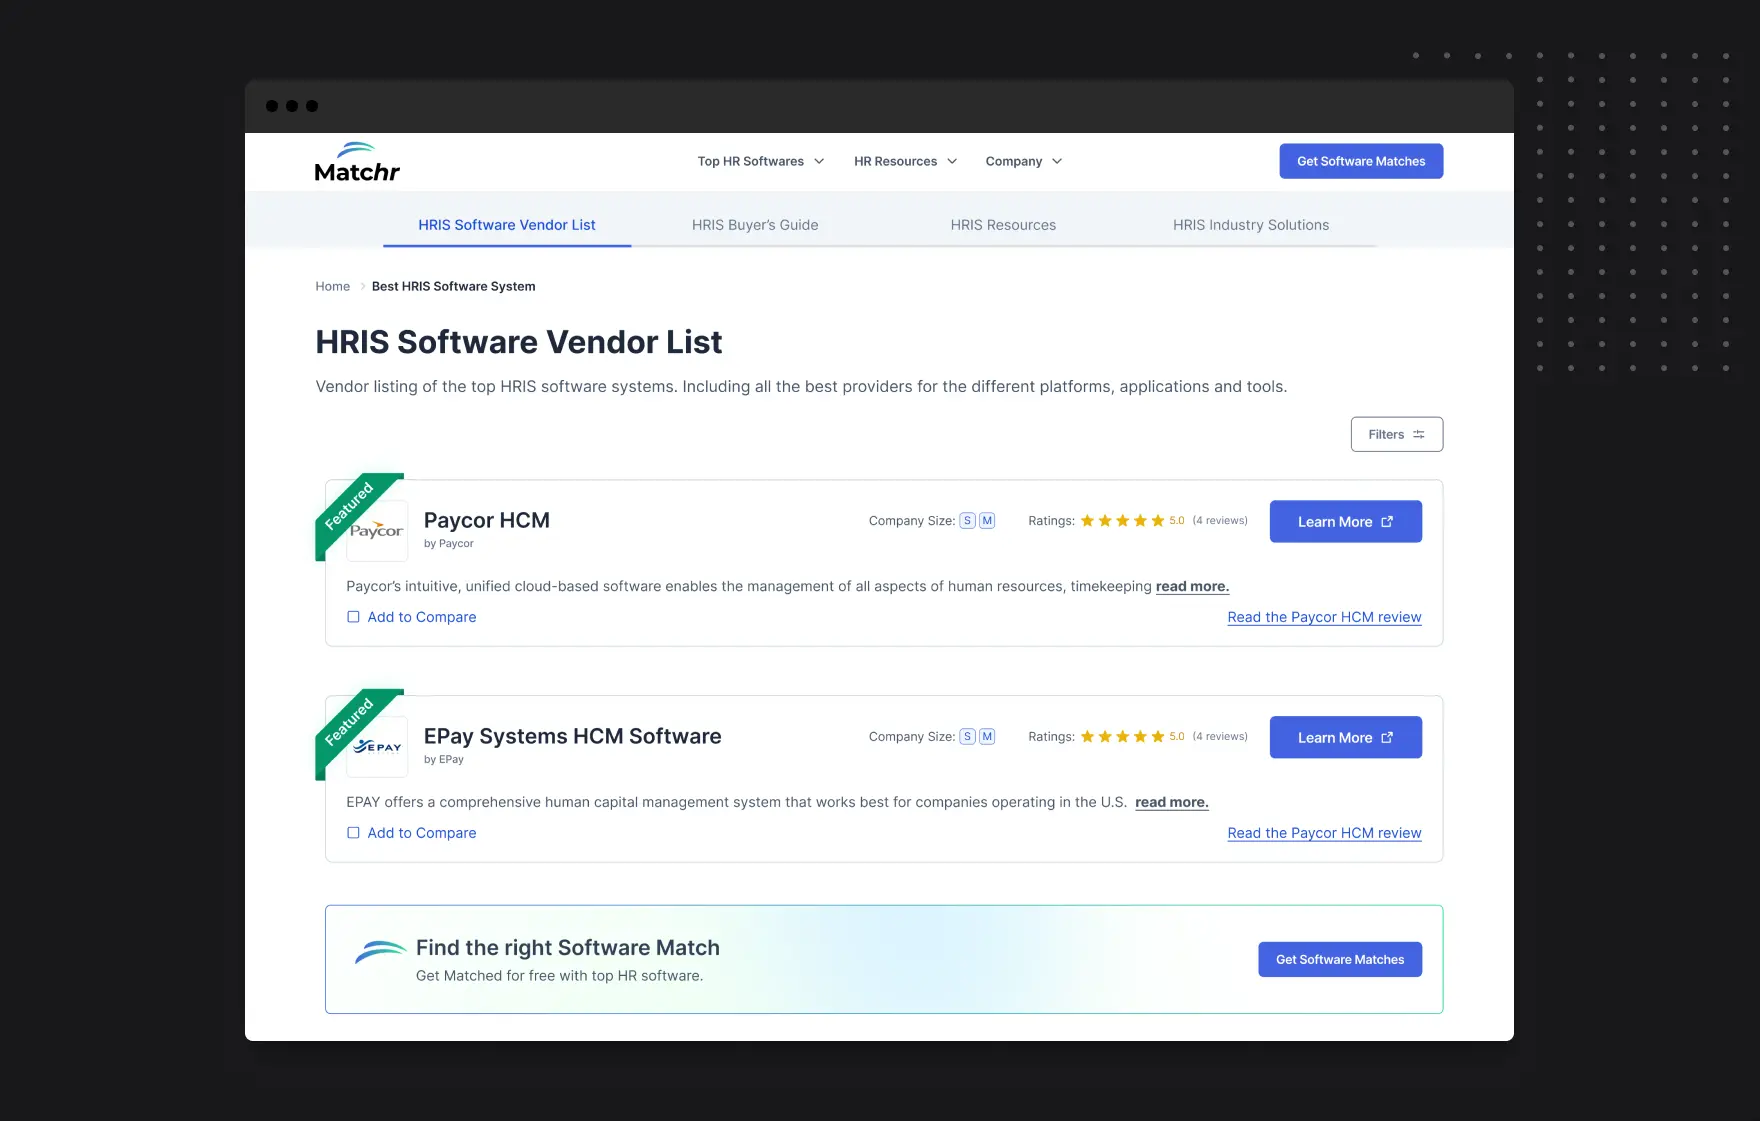 Matchr
Top HR Softwares
HR Resources
Company
Get Software Matches
HRIS Software Vendor List
HRIS Buyer’s Guide
HRIS Resources
HRIS Industry Solutions
Home
Best HRIS Software System
HRIS Software Vendor List
Vendor listing of the top HRIS software systems. Including all the best providers for the different platforms, applications and tools.
Filters
Featured
Paycor
Paycor HCM
by Paycor
Company Size: S M
Ratings: 5.0 (4 reviews)
Learn More
Paycor’s intuitive, unified cloud-based software enables the management of all aspects of human resources, timekeeping read more.
Add to Compare
Read the Paycor HCM review
Featured
EPAY
EPay Systems HCM Software
by EPay
Company Size: S M
Ratings: 5.0 (4 reviews)
Learn More
EPAY offers a comprehensive human capital management system that works best for companies operating in the U.S. read more.
Add to Compare
Read the Paycor HCM review
Find the right Software Match
Get Matched for free with top HR software.
Get Software Matches